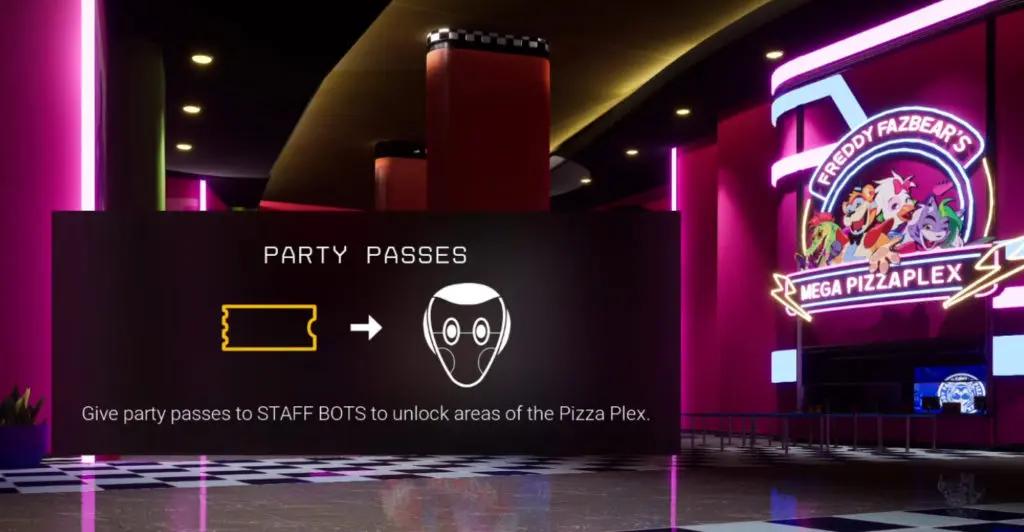 PARTY PASSES
Give party passes to STAFF BOTS to unlock areas of the Pizza Plex.
FREDDY FAZBEAR'S
MEGA PIZZAPLEX